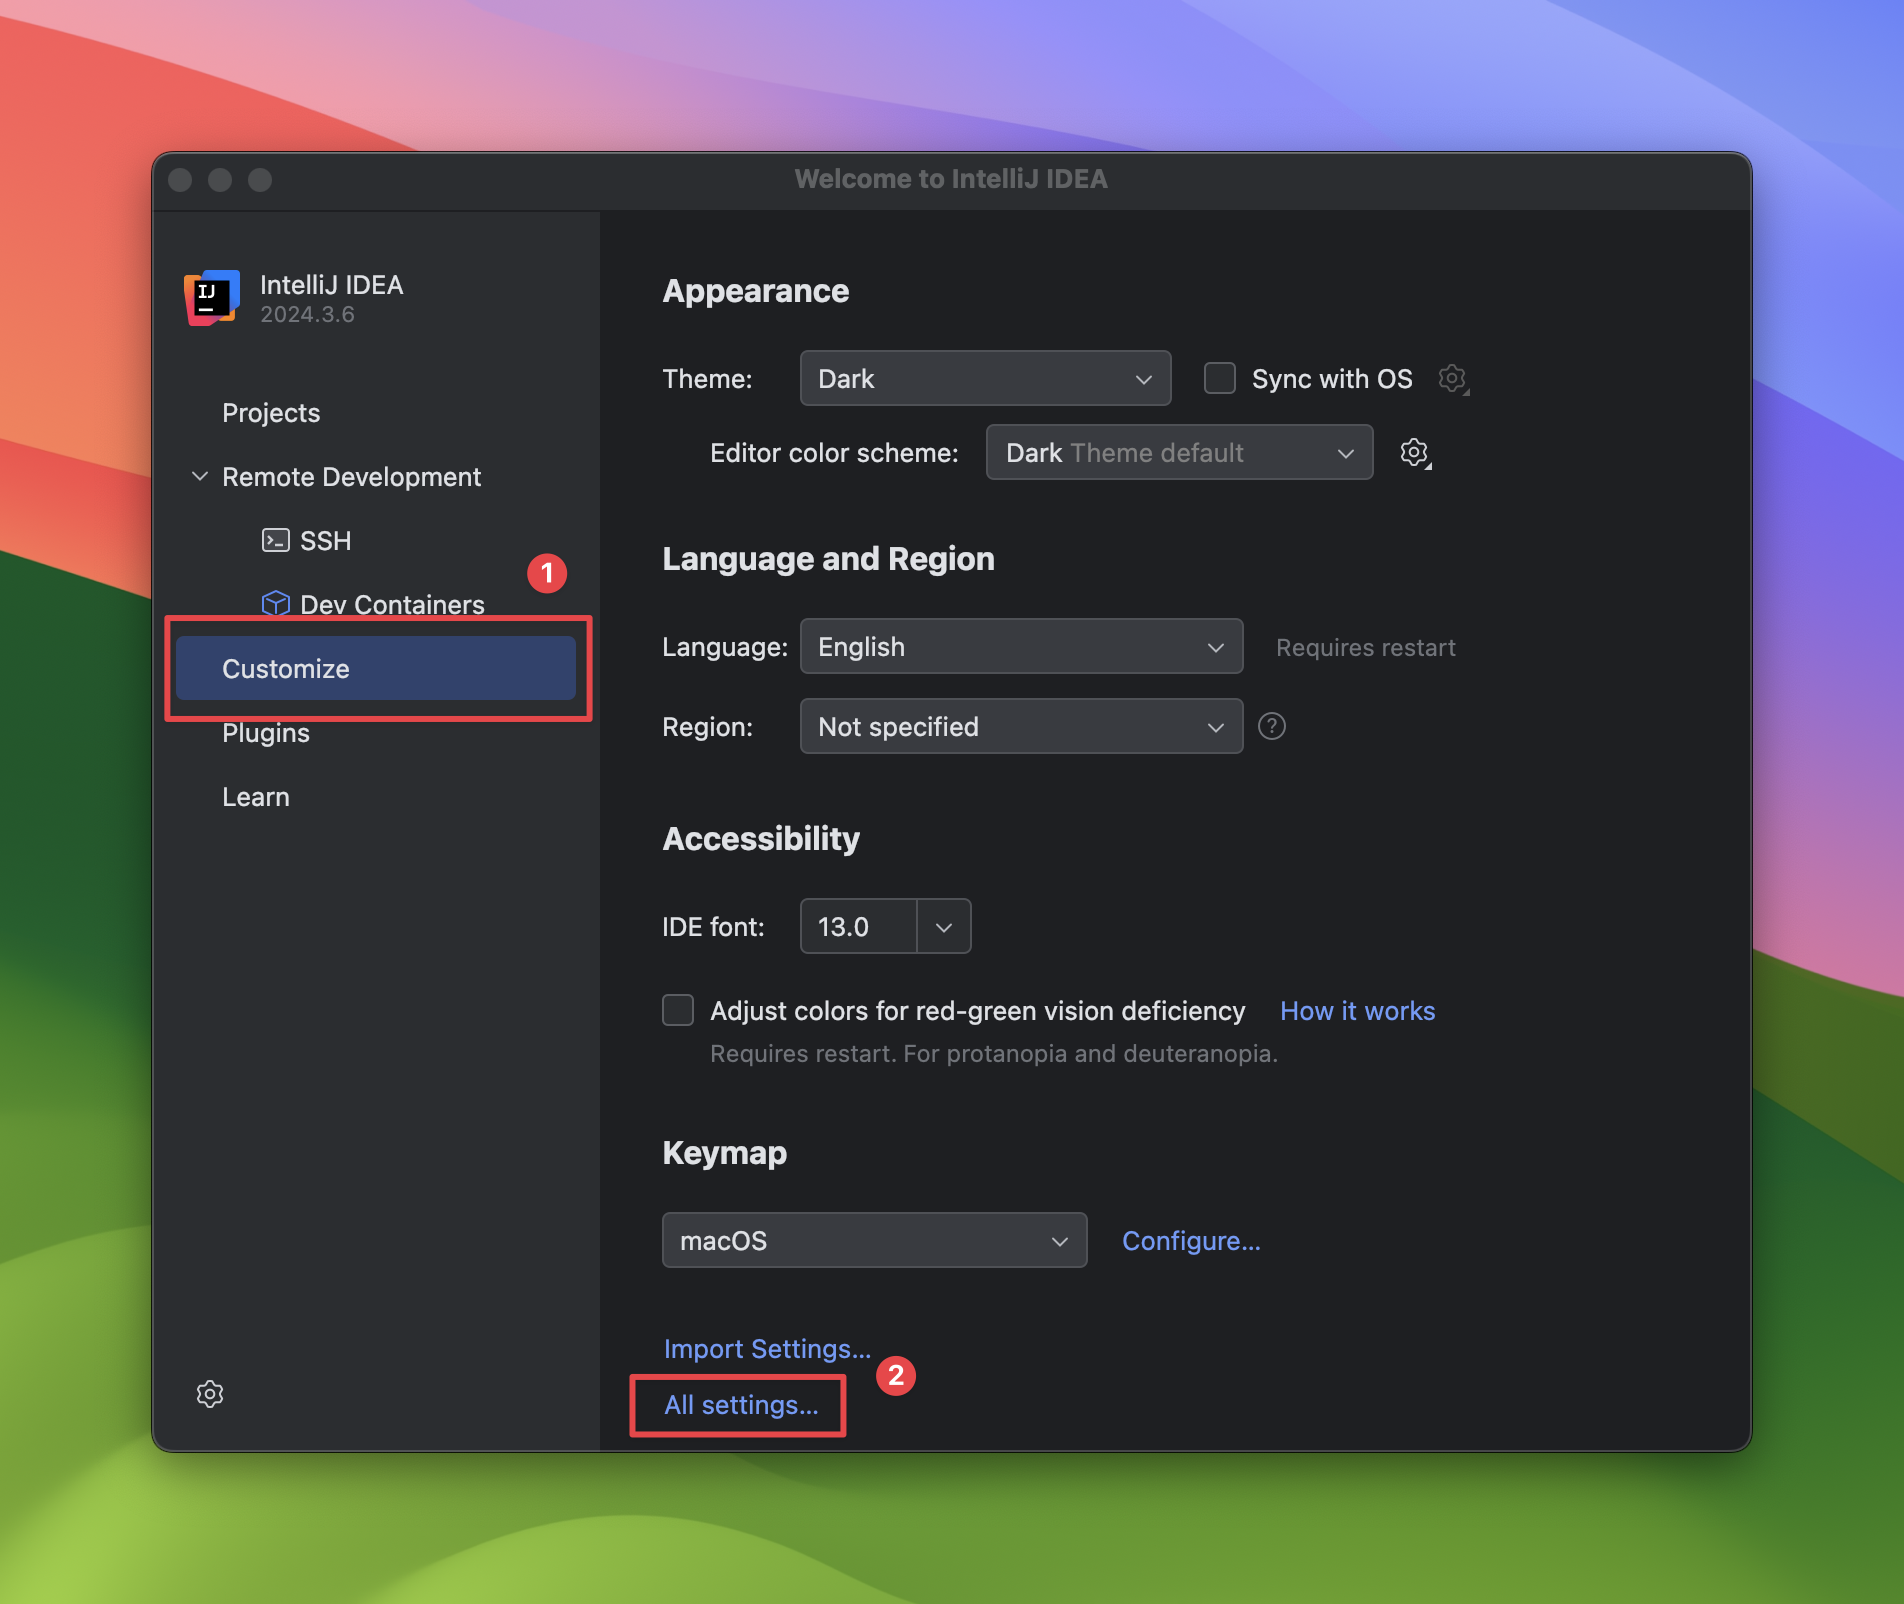 Welcome to IntelliJ IDEA
IJ
IntelliJ IDEA
2024.3.6
Projects
Remote Development
SSH
1
Dev Containers
Customize
Plugins
Learn
Appearance
Theme: Dark Sync with OS
Editor color scheme: Dark Theme default
Language and Region
Language: English Requires restart
Region: Not specified ?
Accessibility
IDE font: 13.0
Adjust colors for red-green vision deficiency How it works
Requires restart. For protanopia and deuteranopia.
Keymap
macOS Configure...
Import Settings...
2
All settings...